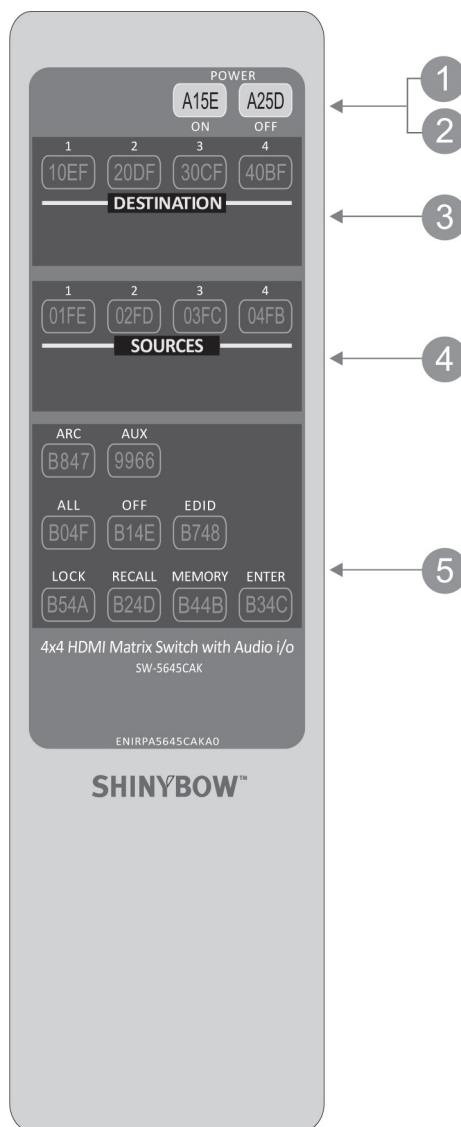 POWER
A15E A25D
ON OFF
1 2 3 4
10EF 20DF 30CF 40BF
DESTINATION
1 2 3 4
01FE 02FD 03FC 04FB
SOURCES
ARC AUX
B847 9966
ALL OFF EDID
B04F B14E B748
LOCK RECALL MEMORY ENTER
B54A B24D B44B B34C
4x4 HDMI Matrix Switch with Audio i/o
SW-5645CAK
ENIRPA5645CAKA0
SHINYBOW™
1
2
3
4
5